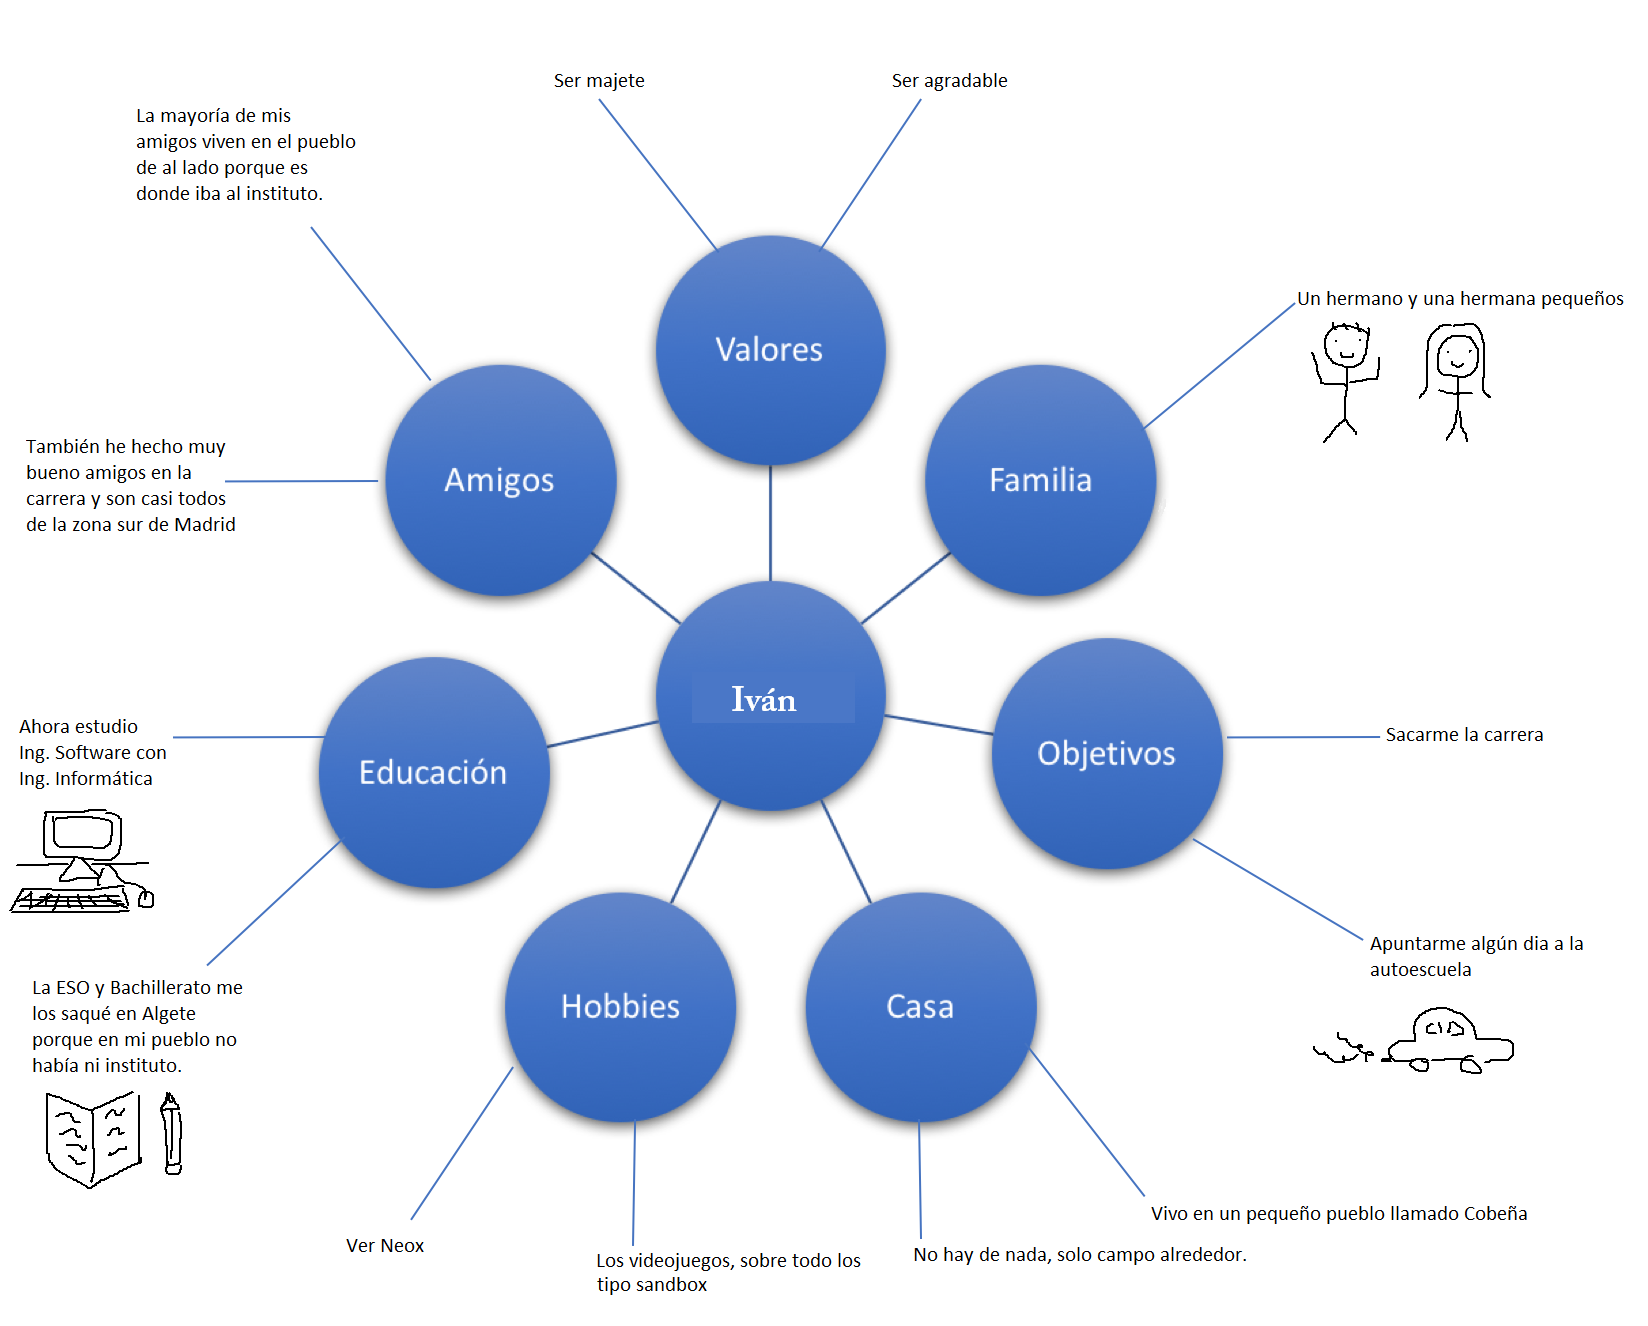 Ser majete
Ser agradable
La mayoría de mis
amigos viven en el pueblo
de al lado porque es
donde iba al instituto.
Valores
Un hermano y una hermana pequeños
También he hecho muy
bueno amigos en la
carrera y son casi todos
de la zona sur de Madrid
Amigos
Familia
Iván
Ahora estudio
Ing. Software con
Ing. Informática
Educación
Objetivos
Sacarme la carrera
Apuntarme algún dia a la
autoescuela
La ESO y Bachillerato me
los saqué en Algete
porque en mi pueblo no
había ni instituto.
Hobbies
Casa
Ver Neox
Los videojuegos, sobre todo los
tipo sandbox
No hay de nada, solo campo alrededor.
Vivo en un pequeño pueblo llamado Cobeña